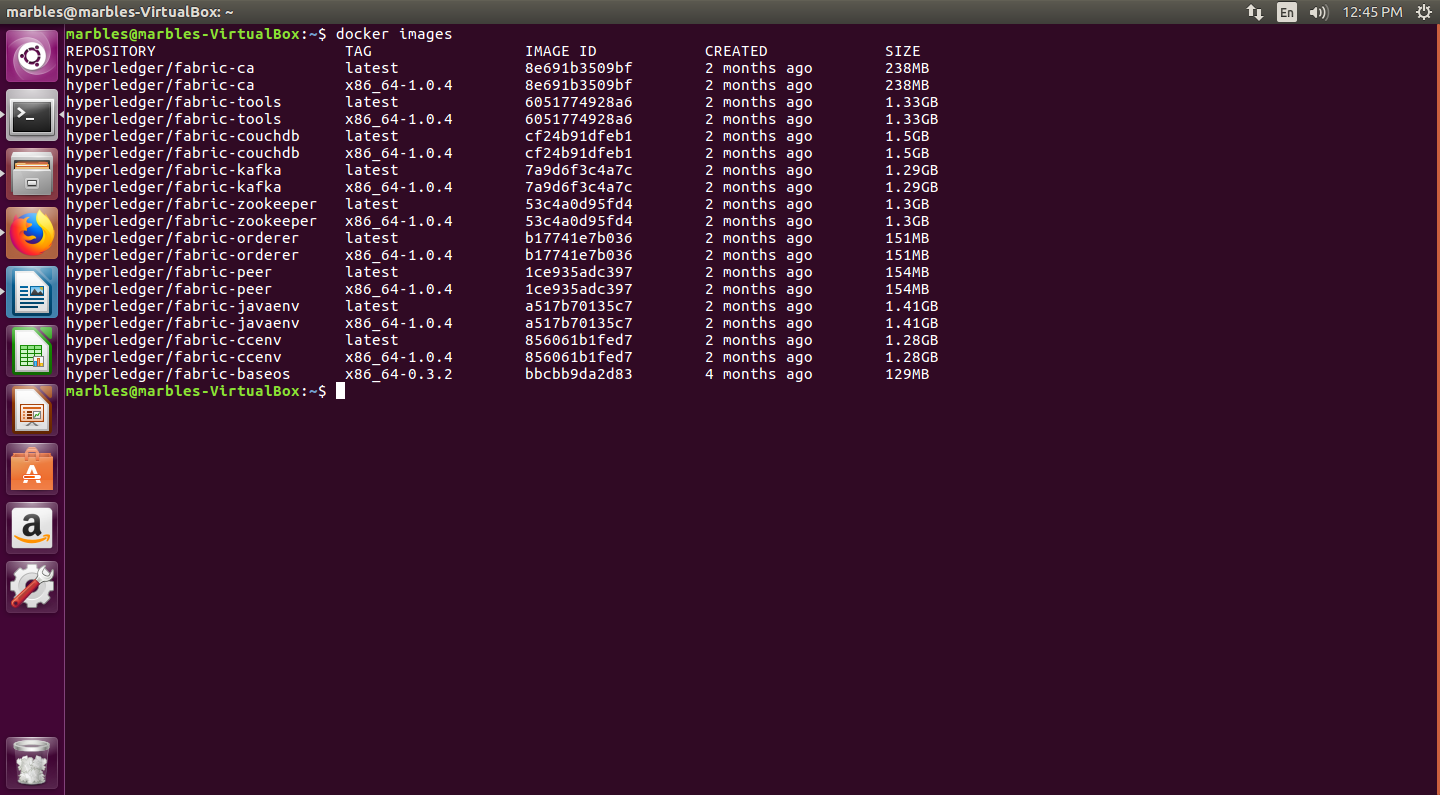 marbles@marbles-VirtualBox: ~ En 12:45 PM
marbles@marbles-VirtualBox:~$ docker images
REPOSITORY TAG IMAGE ID CREATED SIZE
hyperledger/fabric-ca latest 8e691b3509bf 2 months ago 238MB
hyperledger/fabric-ca x86_64-1.0.4 8e691b3509bf 2 months ago 238MB
hyperledger/fabric-tools latest 6051774928a6 2 months ago 1.33GB
hyperledger/fabric-tools x86_64-1.0.4 6051774928a6 2 months ago 1.33GB
hyperledger/fabric-couchdb latest cf24b91dfeb1 2 months ago 1.5GB
hyperledger/fabric-couchdb x86_64-1.0.4 cf24b91dfeb1 2 months ago 1.5GB
hyperledger/fabric-kafka latest 7a9d6f3c4a7c 2 months ago 1.29GB
hyperledger/fabric-kafka x86_64-1.0.4 7a9d6f3c4a7c 2 months ago 1.29GB
hyperledger/fabric-zookeeper latest 53c4a0d95fd4 2 months ago 1.3GB
hyperledger/fabric-zookeeper x86_64-1.0.4 53c4a0d95fd4 2 months ago 1.3GB
hyperledger/fabric-orderer latest b17741e7b036 2 months ago 151MB
hyperledger/fabric-orderer x86_64-1.0.4 b17741e7b036 2 months ago 151MB
hyperledger/fabric-peer latest 1ce935adc397 2 months ago 154MB
hyperledger/fabric-peer x86_64-1.0.4 1ce935adc397 2 months ago 154MB
hyperledger/fabric-javaenv latest a517b70135c7 2 months ago 1.41GB
hyperledger/fabric-javaenv x86_64-1.0.4 a517b70135c7 2 months ago 1.41GB
hyperledger/fabric-ccenv latest 856061b1fed7 2 months ago 1.28GB
hyperledger/fabric-ccenv x86_64-1.0.4 856061b1fed7 2 months ago 1.28GB
hyperledger/fabric-baseos x86_64-0.3.2 bbcbb9da2d83 4 months ago 129MB
marbles@marbles-VirtualBox:~$